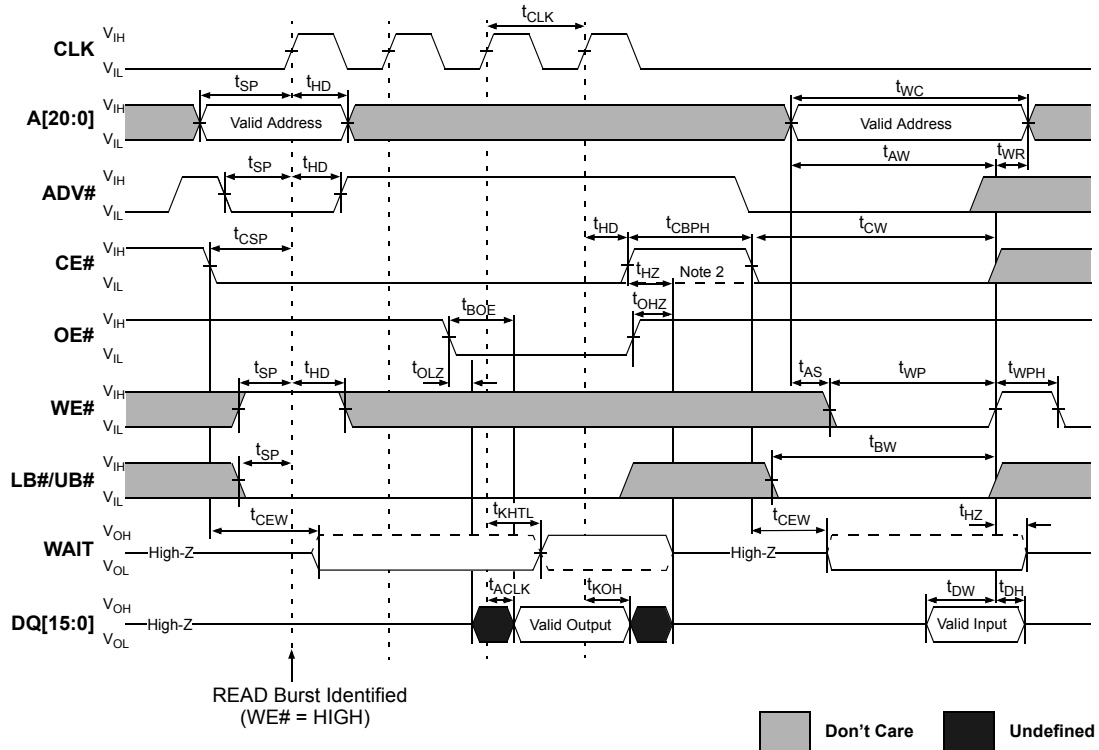 tCLK
CLK VIH
VIL
tSP tHD tWC
A[20:0] VIH Valid Address Valid Address
VIL
tSP tHD tAW tWR
ADV# VIH
VIL
tCSP tHD tCBPH tCW
CE# VIH tHZ Note 2
VIL
tBOE tOHZ
OE# VIH
VIL
tSP tHD tOLZ tAS tWP tWPH
WE# VIH
VIL
tSP tBW
LB#/UB# VIH
VIL
tCEW tKHTL tCEW tHZ
WAIT VOH High-Z High-Z
VOL
tACLK tKOH tDW tDH
DQ[15:0] VOH High-Z Valid Output Valid Input
VOL
READ Burst Identified
(WE# = HIGH)
Don't Care Undefined